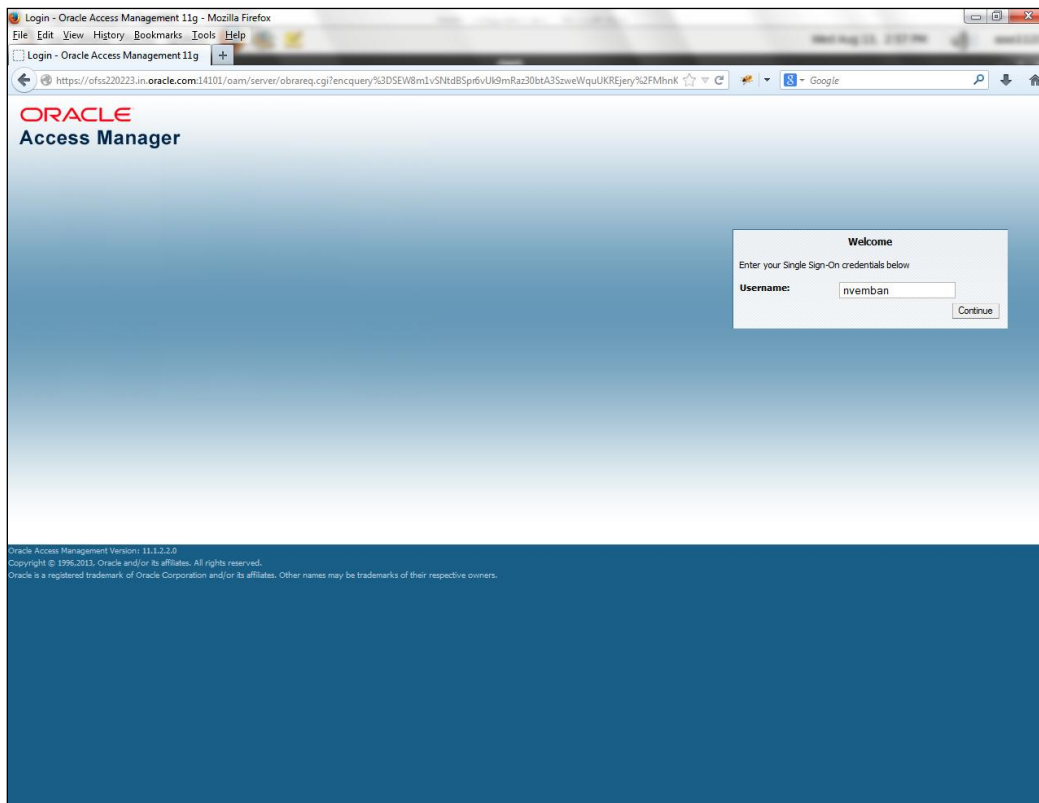 Login - Oracle Access Management 11g - Mozilla Firefox
File Edit View History Bookmarks Tools Help
Login - Oracle Access Management 11g +
https://ofss220223.in.oracle.com:14101/oam/server/obrareq.cgi?encquery%3DSEW8m1vSNtdBSpr6vUk9mRaz30btA3SzweWquUKREjery%2FMhnK
Google
ORACLE
Access Manager
Welcome
Enter your Single Sign-On credentials below
Username: nvemban
Continue
Oracle Access Management Version: 11.1.2.2.0
Copyright © 1996,2013, Oracle and/or its affiliates. All rights reserved.
Oracle is a registered trademark of Oracle Corporation and/or its affiliates. Other names may be trademarks of their respective owners.